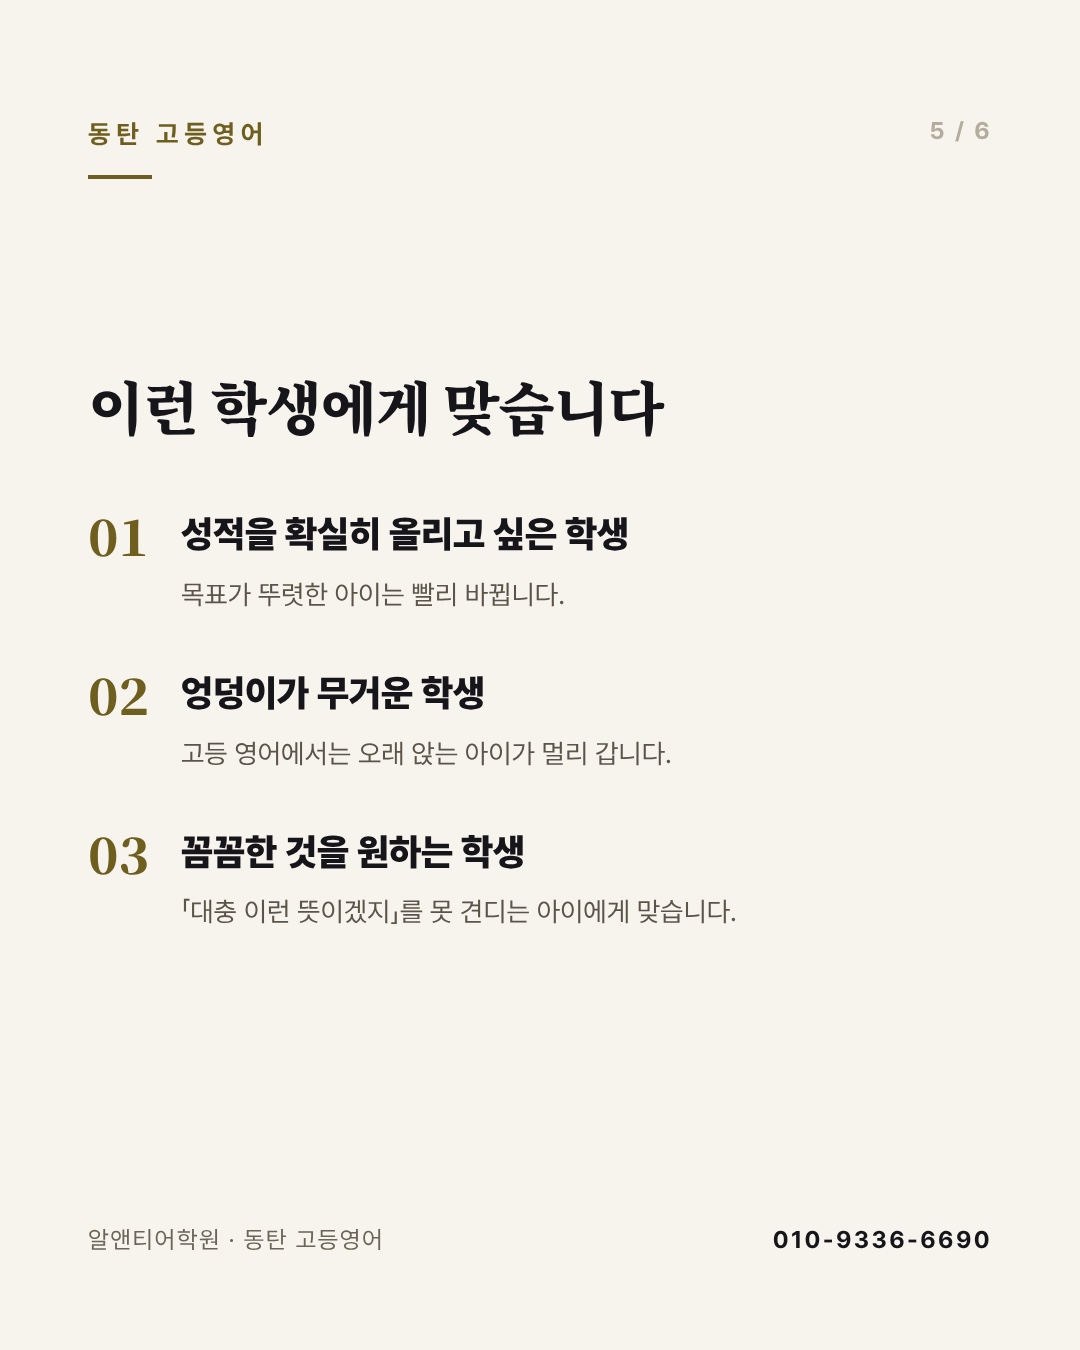 동탄 고등영어
5 / 6
이런 학생에게 맞습니다
01 성적을 확실히 올리고 싶은 학생
목표가 뚜렷한 아이는 빨리 바뀝니다.
02 엉덩이가 무거운 학생
고등 영어에서는 오래 앉는 아이가 멀리 갑니다.
03 꼼꼼한 것을 원하는 학생
「대충 이런 뜻이겠지」를 못 견디는 아이에게 맞습니다.
알앤티어학원 · 동탄 고등영어
010-9336-6690